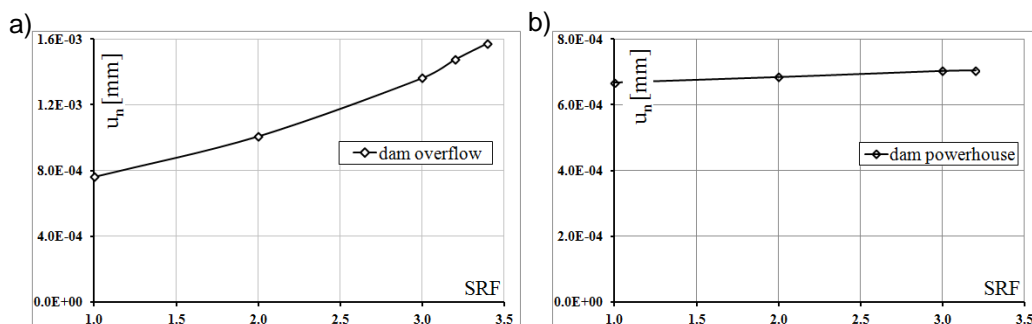 a)
1.6E-03
1.2E-03
8.0E-04
4.0E-04
0.0E+00
un [mm]
dam overflow
SRF
1.0 1.5 2.0 2.5 3.0 3.5
b)
8.0E-04
6.0E-04
4.0E-04
2.0E-04
0.0E+00
un [mm]
dam powerhouse
SRF
1.0 1.5 2.0 2.5 3.0 3.5